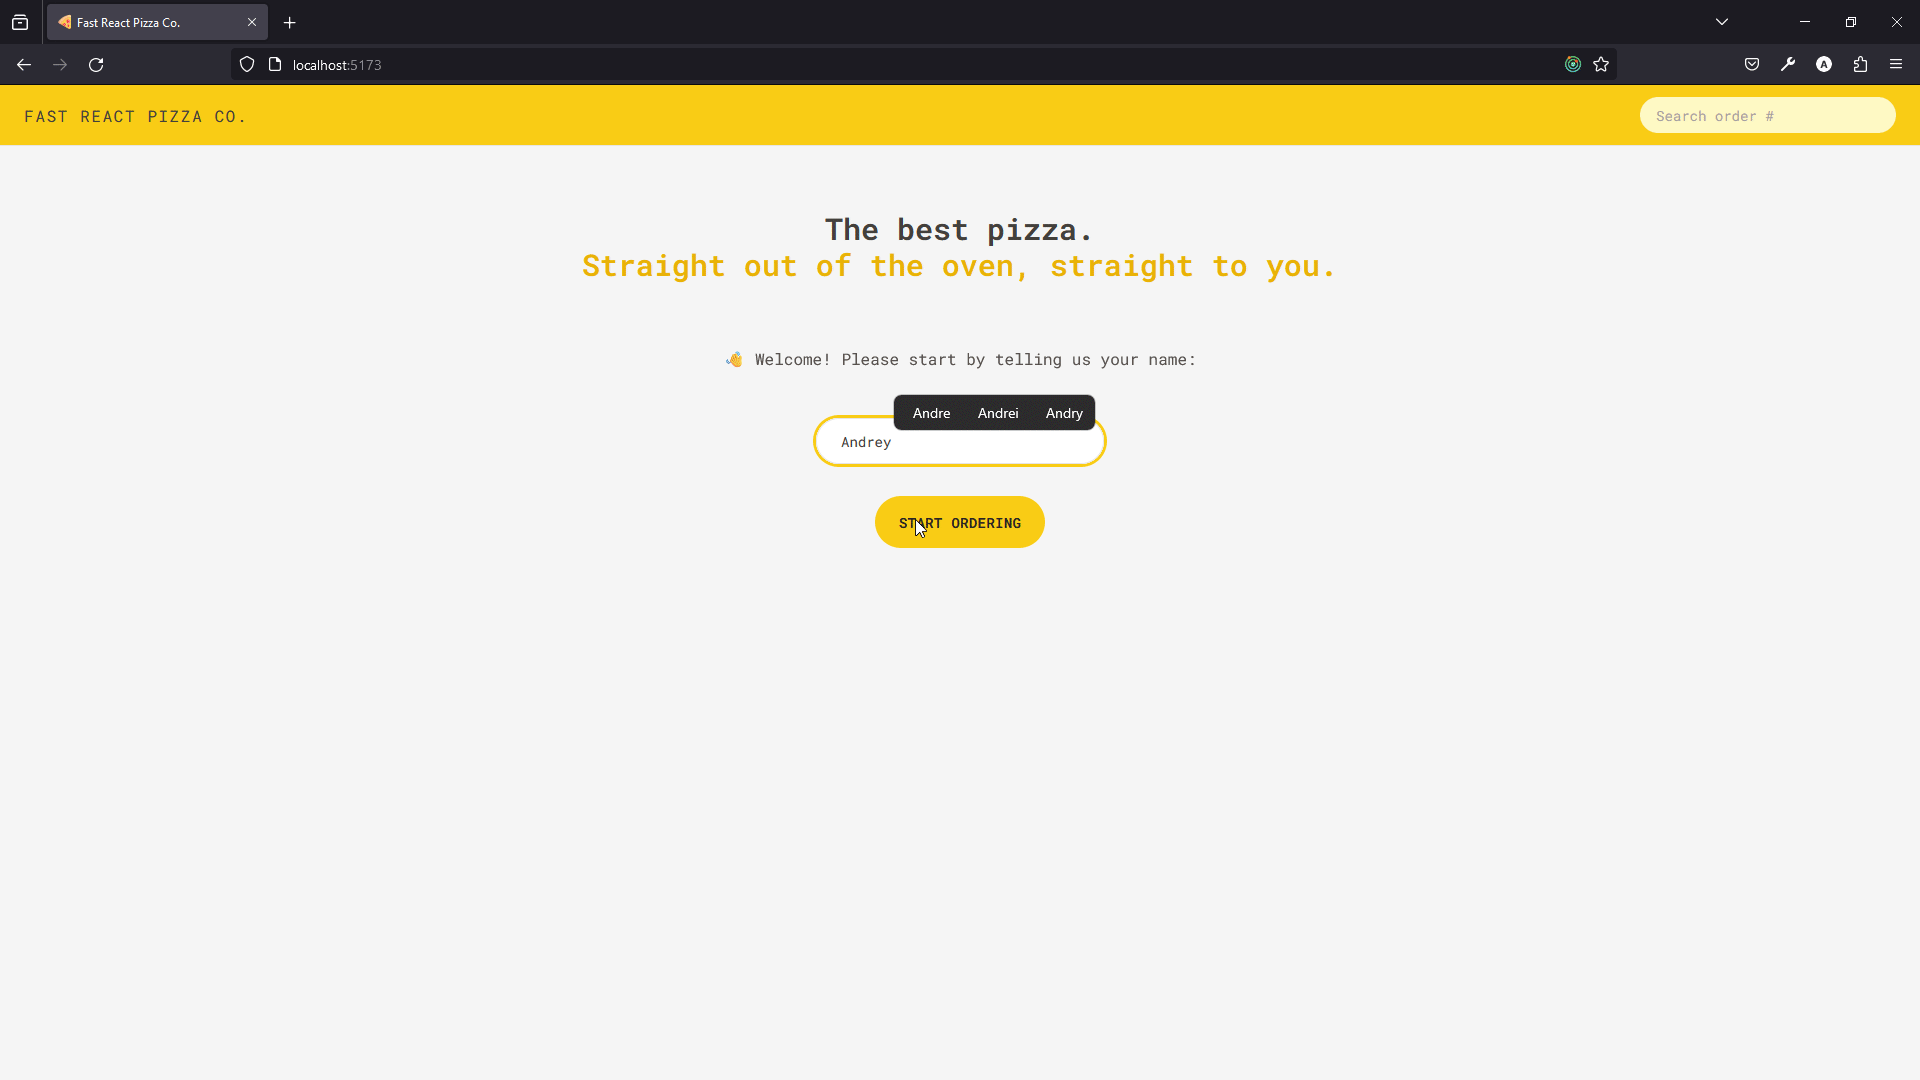 Fast React Pizza Co.
localhost:5173
A
FAST REACT PIZZA CO.
Search order #
The best pizza.
Straight out of the oven, straight to you.
👋 Welcome! Please start by telling us your name:
Andre Andrei Andry
Andrey
START ORDERING